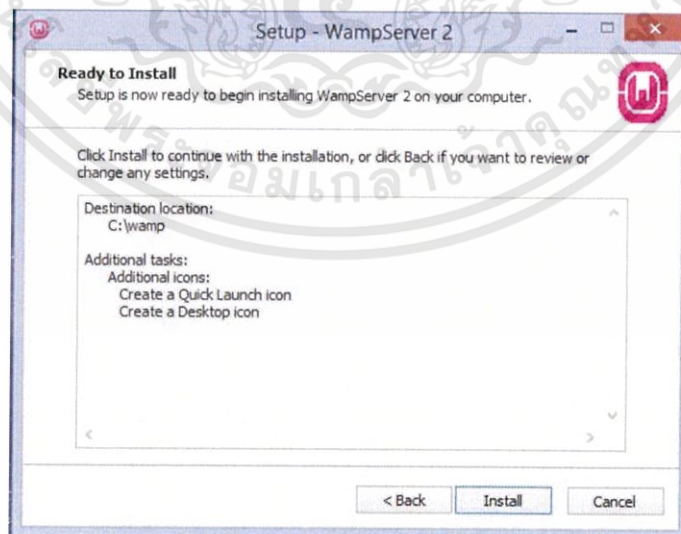 Setup - WampServer 2
Ready to Install
Setup is now ready to begin installing WampServer 2 on your computer.
Click Install to continue with the installation, or click Back if you want to review or
change any settings.
Destination location:
C:\wamp
Additional tasks:
Additional icons:
Create a Quick Launch icon
Create a Desktop icon
< Back
Install
Cancel